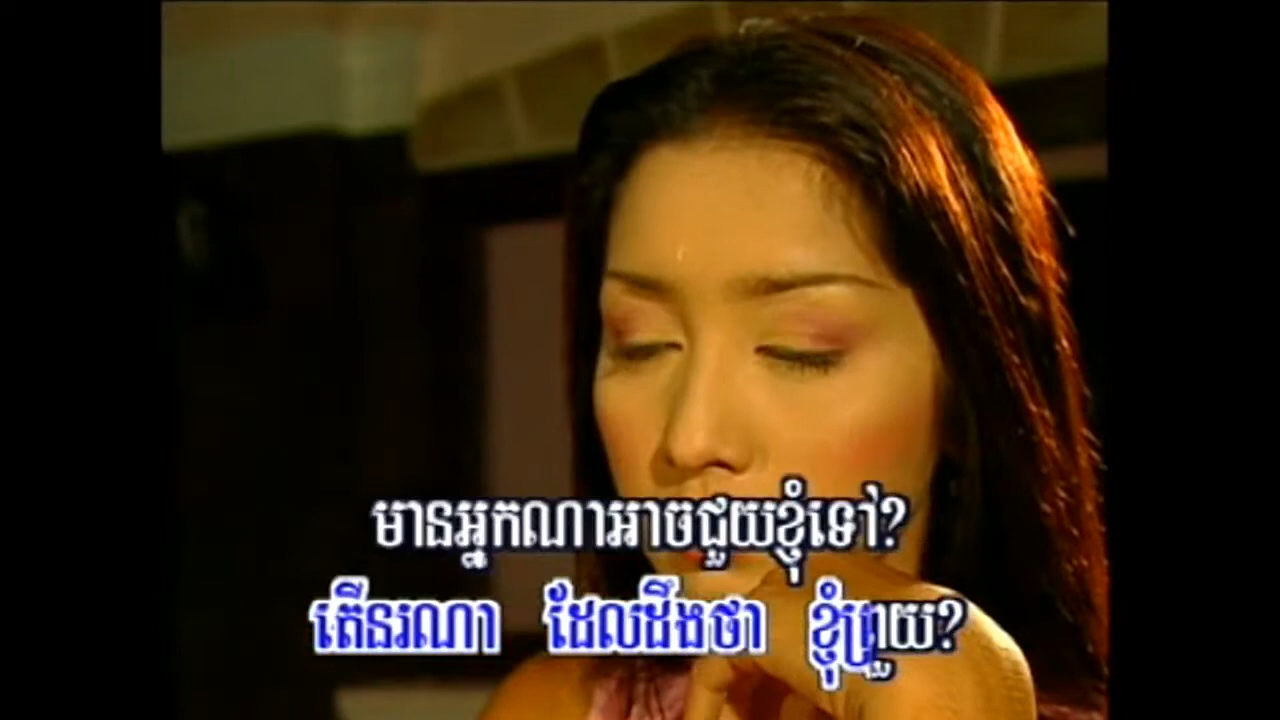 មានអ្នកណាអាចជួយខ្ញុំទៅ?
តើនរណា ដែលដឹងថា ខ្ញុំព្រួយ?